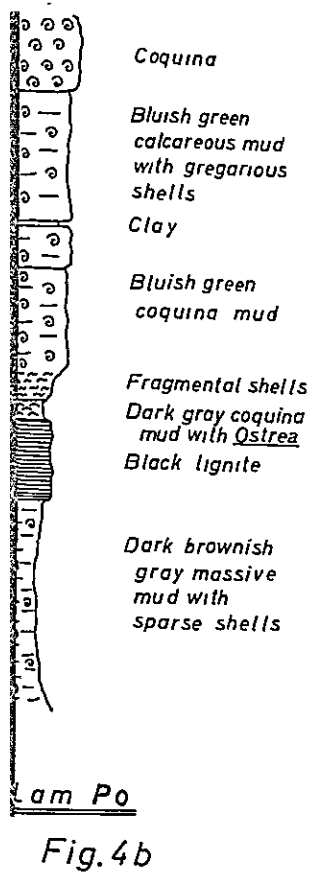 Coquina
Bluish green
calcareous mud
with gregarious
shells
Clay
Bluish green
coquina mud
Fragmental shells
Dark gray coquina
mud with Ostrea
Black lignite
Dark brownish
gray massive
mud with
sparse shells
Lam Po
Fig. 4b